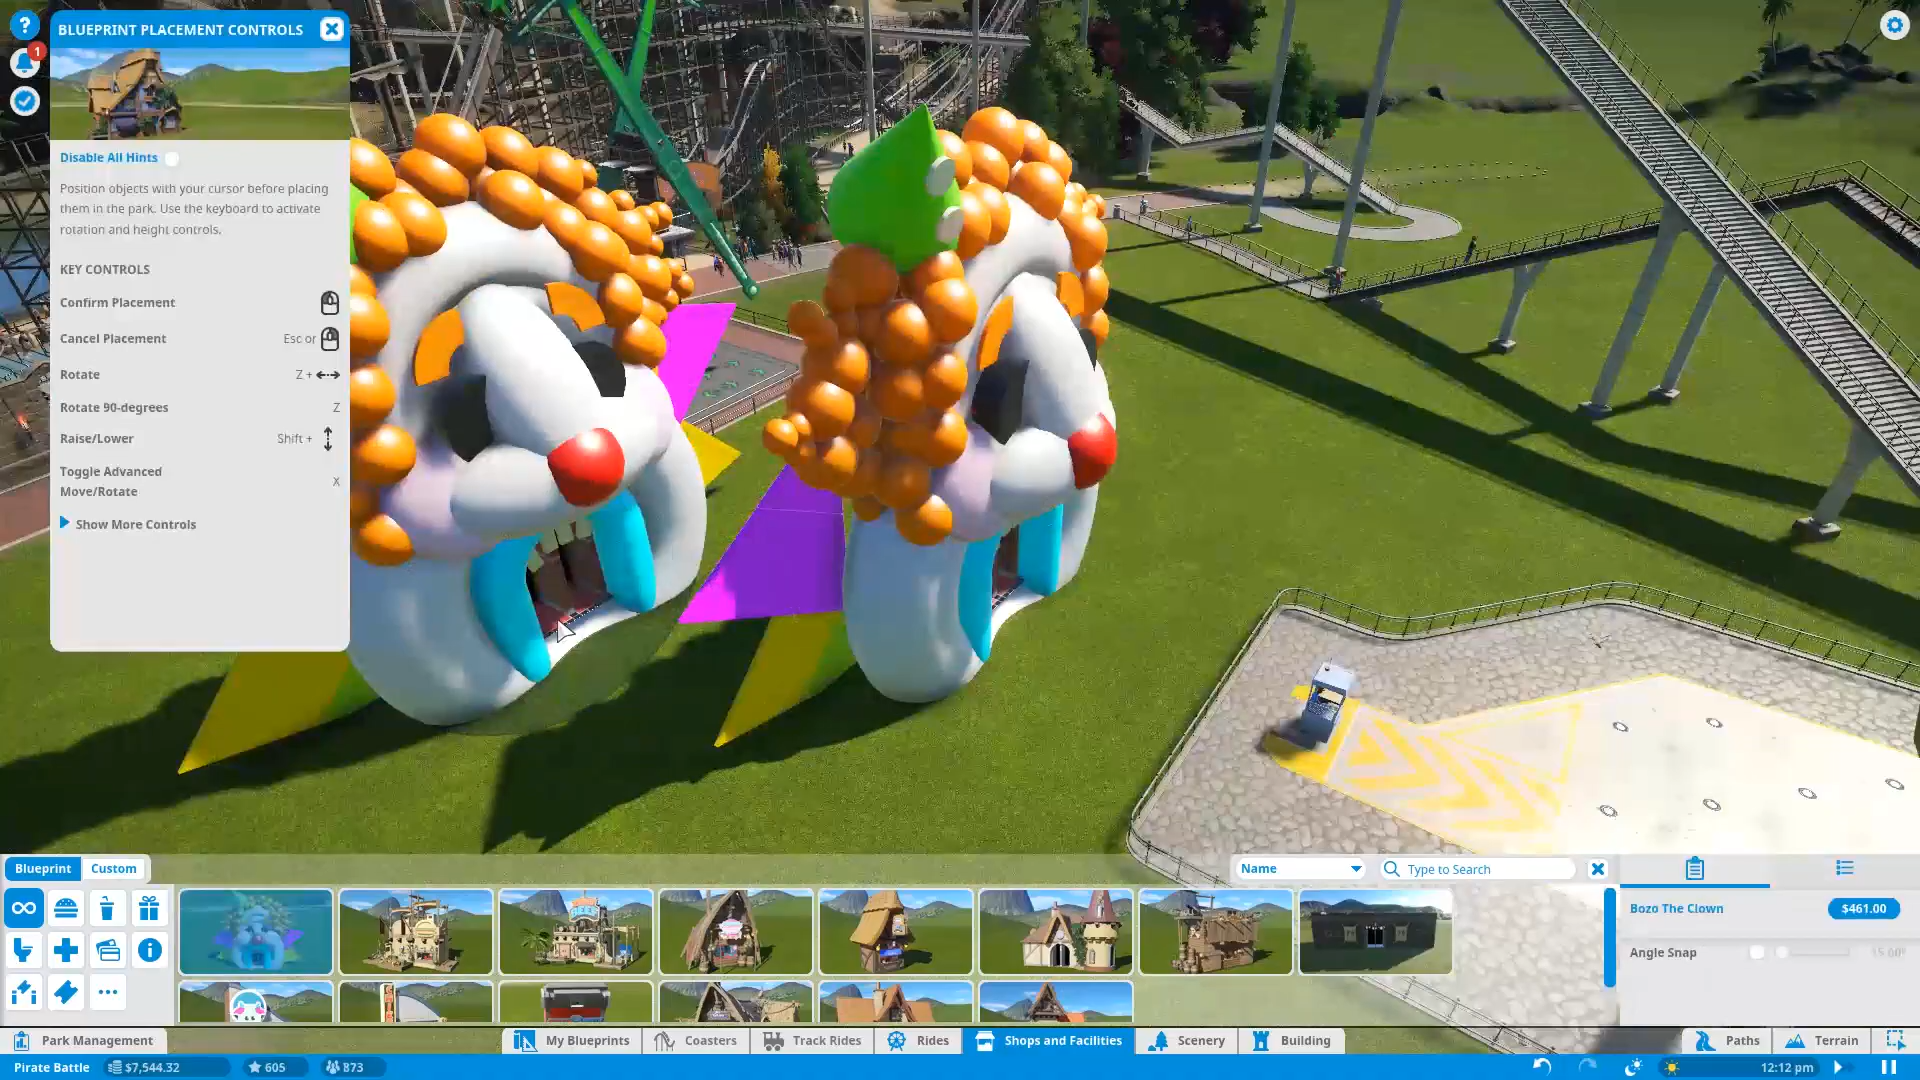 BLUEPRINT PLACEMENT CONTROLS
1
Disable All Hints
Position objects with your cursor before placing
them in the park. Use the keyboard to activate
rotation and height controls.
KEY CONTROLS
Confirm Placement
Cancel Placement Esc or
Rotate Z +
Rotate 90-degrees Z
Raise/Lower Shift +
Toggle Advanced
Move/Rotate X
Show More Controls
Blueprint Custom
Name Type to Search
Bozo The Clown $461.00
Angle Snap 15.00°
Park Management My Blueprints Coasters Track Rides Rides Shops and Facilities Scenery Building Paths Terrain
Pirate Battle $7,544.32 605 873 12:12 pm